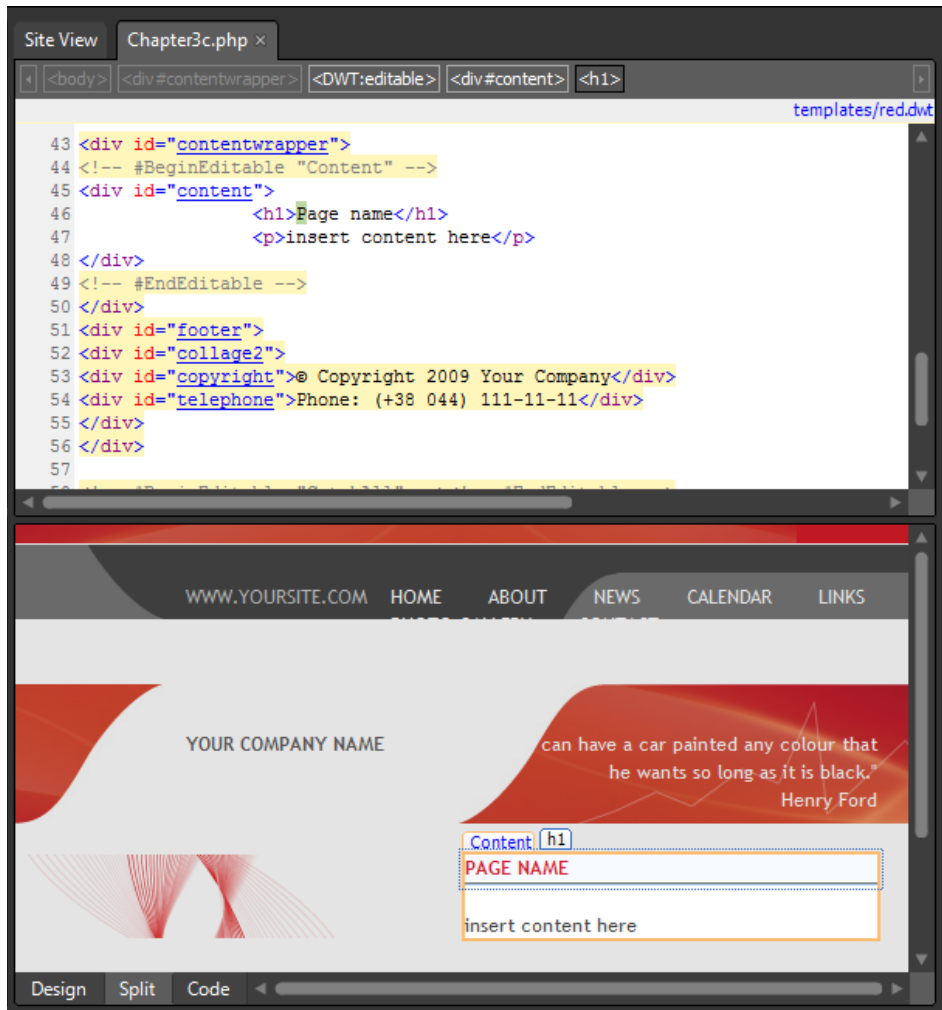 Site View Chapter3c.php ×
<body> <div#contentwrapper> <DWT:editable> <div#content> <h1>
templates/red.dwt
43 <div id="contentwrapper">
44 <!-- #BeginEditable "Content" -->
45 <div id="content">
46 <h1>Page name</h1>
47 <p>insert content here</p>
48 </div>
49 <!-- #EndEditable -->
50 </div>
51 <div id="footer">
52 <div id="collage2">
53 <div id="copyright">© Copyright 2009 Your Company</div>
54 <div id="telephone">Phone: (+38 044) 111-11-11</div>
55 </div>
56 </div>
57
WWW.YOURSITE.COM HOME ABOUT NEWS CALENDAR LINKS
YOUR COMPANY NAME
can have a car painted any colour that
he wants so long as it is black."
Henry Ford
Content h1
PAGE NAME
insert content here
Design Split Code